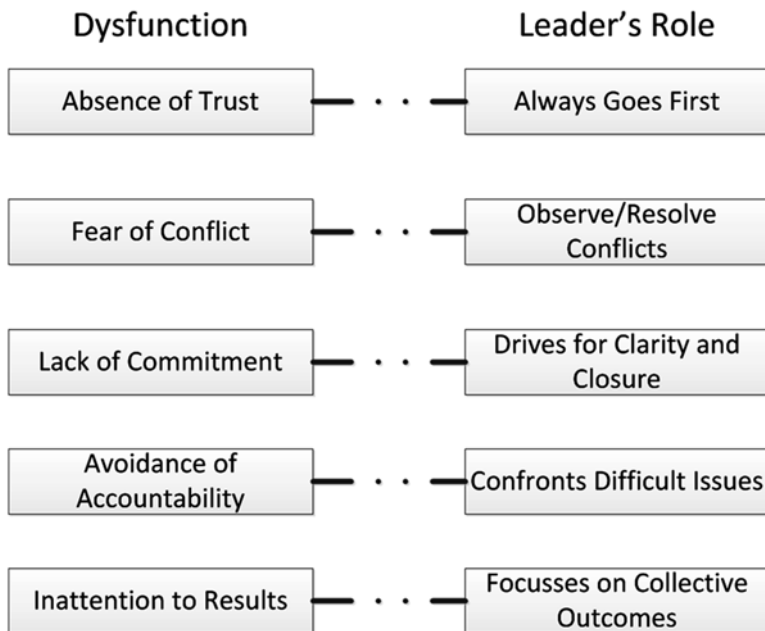 Dysfunction
Leader's Role
Absence of Trust
Always Goes First
Fear of Conflict
Observe/Resolve
Conflicts
Lack of Commitment
Drives for Clarity and
Closure
Avoidance of
Accountability
Confronts Difficult Issues
Inattention to Results
Focusses on Collective
Outcomes